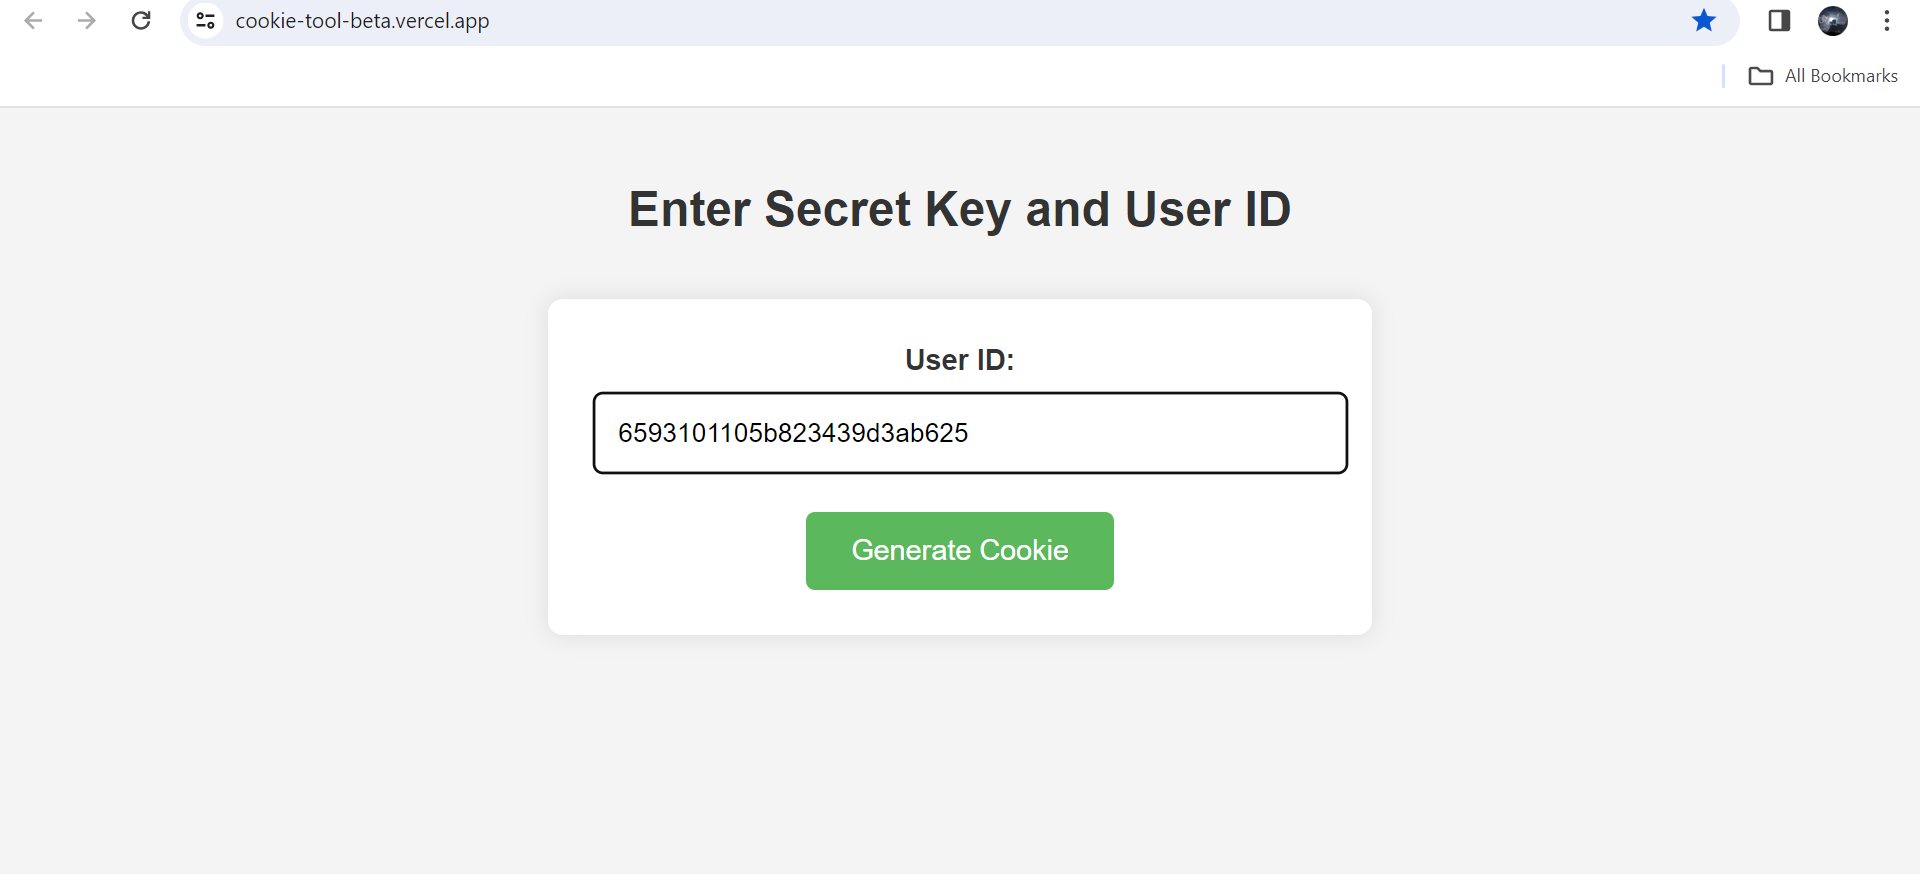 cookie-tool-beta.vercel.app
All Bookmarks
Enter Secret Key and User ID
User ID:
6593101105b823439d3ab625
Generate Cookie